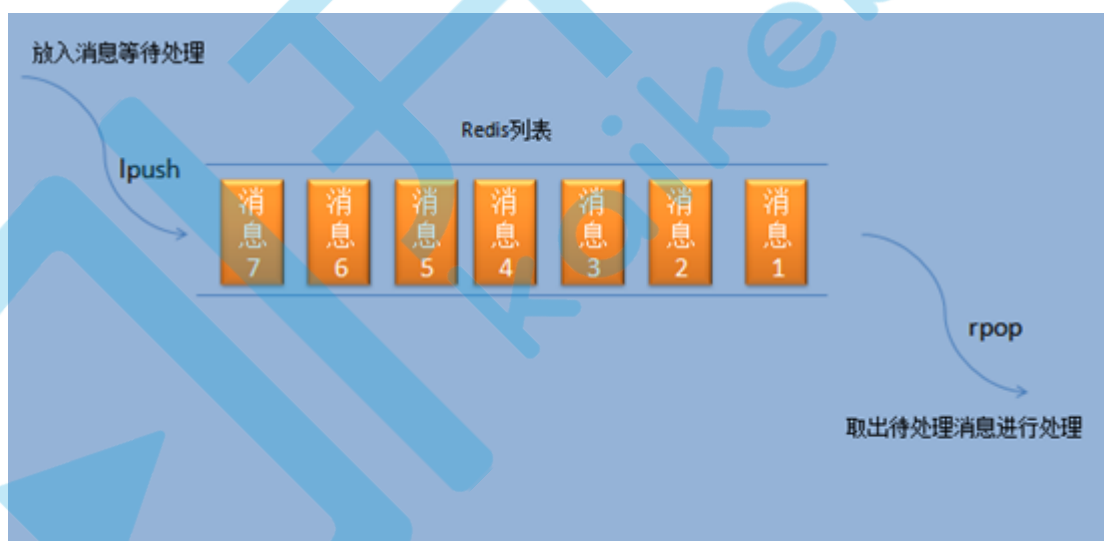 放入消息等待处理
Redis列表
lpush
消息7
消息6
消息5
消息4
消息3
消息2
消息1
rpop
取出待处理消息进行处理